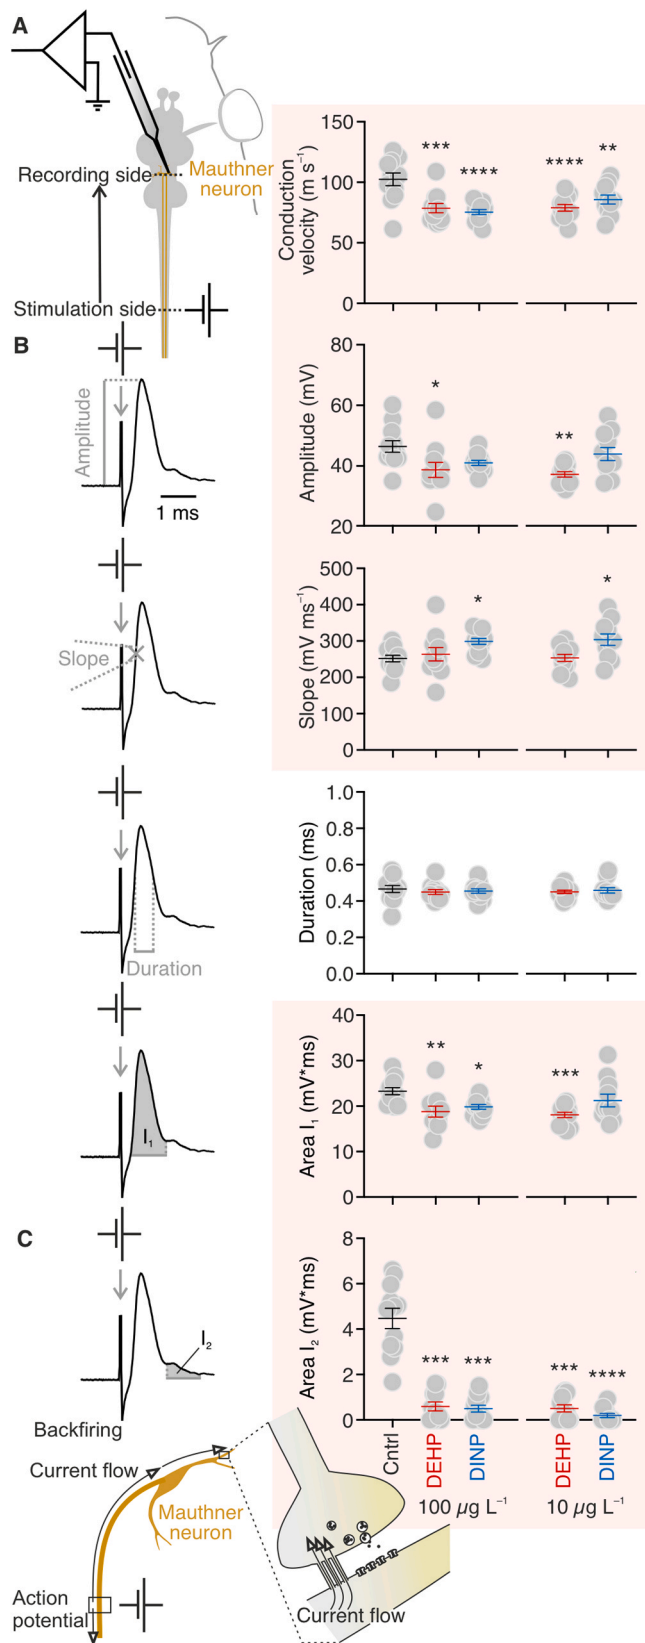 A
Recording side
Mauthner
neuron
Stimulation side
150
100
50
0
Conduction
velocity (m s⁻¹)
***
****
****
**
B
Amplitude
1 ms
80
60
40
20
Amplitude (mV)
*
**
Slope
500
400
300
200
100
0
Slope (mV ms⁻¹)
*
*
Duration
1.0
0.8
0.6
0.4
0.2
0.0
Duration (ms)
I₁
40
30
20
10
0
Area I₁ (mV*ms)
**
*
***
C
I₂
8
6
4
2
0
Area I₂ (mV*ms)
***
***
***
****
Cntrl
DEHP
DINP
DEHP
DINP
100 µg L⁻¹
10 µg L⁻¹
Backfiring
Current flow
Mauthner
neuron
Action
potential
Current flow